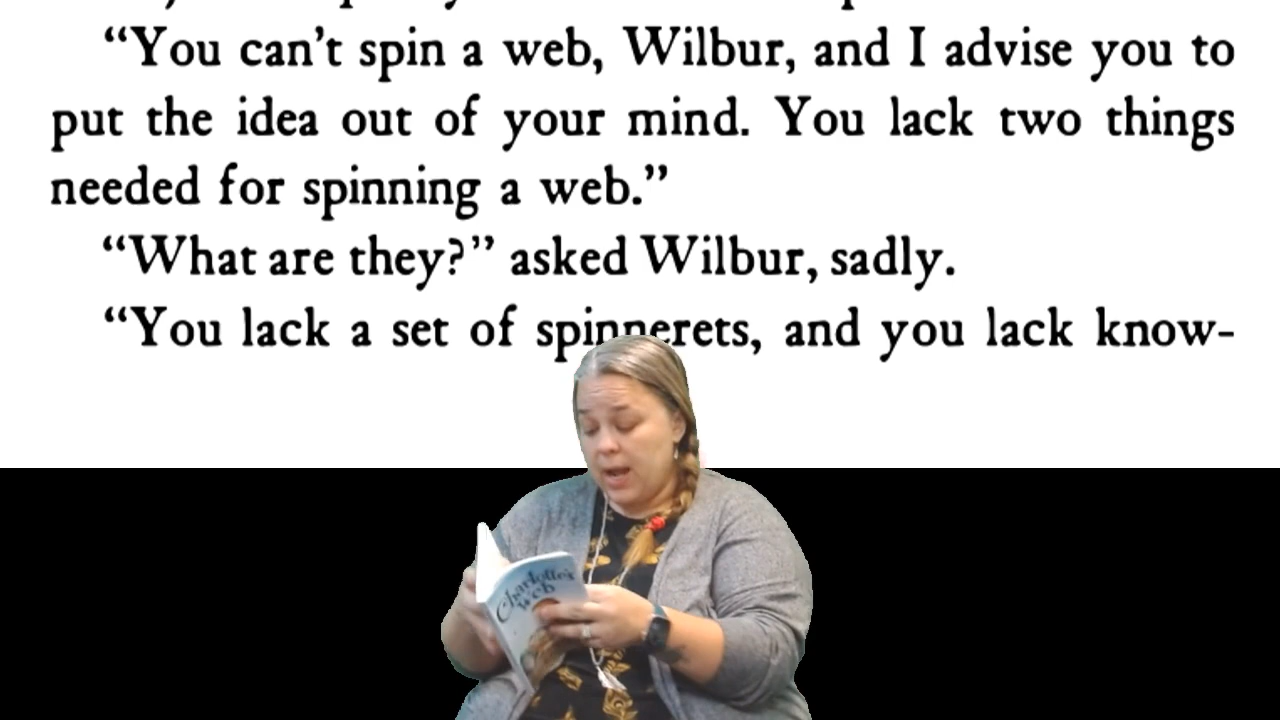 “You can’t spin a web, Wilbur, and I advise you to
put the idea out of your mind. You lack two things
needed for spinning a web.”
“What are they?” asked Wilbur, sadly.
“You lack a set of spinnerets, and you lack know-
Charlotte's
Web